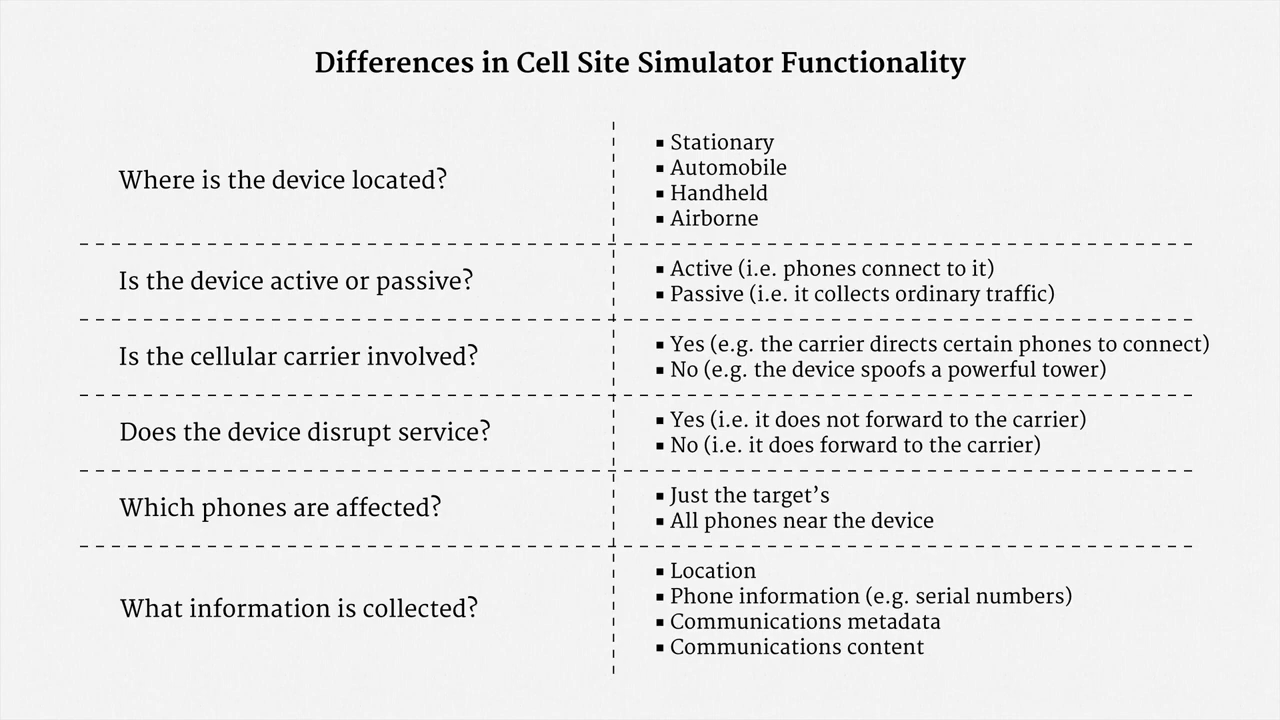 Differences in Cell Site Simulator Functionality
Where is the device located?
▪ Stationary
▪ Automobile
▪ Handheld
▪ Airborne
Is the device active or passive?
▪ Active (i.e. phones connect to it)
▪ Passive (i.e. it collects ordinary traffic)
Is the cellular carrier involved?
▪ Yes (e.g. the carrier directs certain phones to connect)
▪ No (e.g. the device spoofs a powerful tower)
Does the device disrupt service?
▪ Yes (i.e. it does not forward to the carrier)
▪ No (i.e. it does forward to the carrier)
Which phones are affected?
▪ Just the target’s
▪ All phones near the device
What information is collected?
▪ Location
▪ Phone information (e.g. serial numbers)
▪ Communications metadata
▪ Communications content